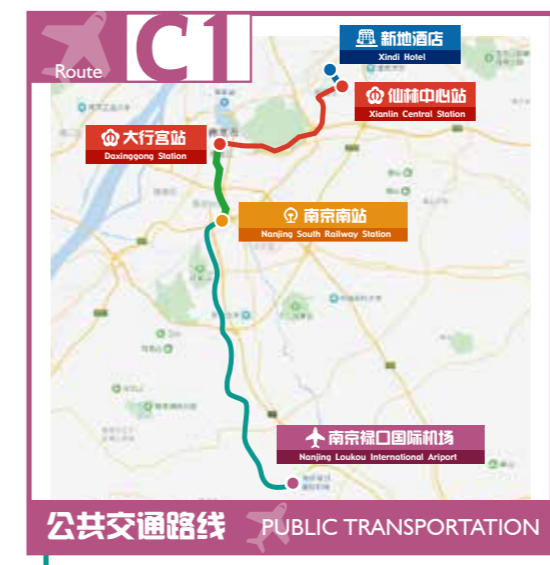 Route
C1
新地酒店
Xindi Hotel
仙林中心站
Xianlin Central Station
大行宫站
Daxinggong Station
南京南站
Nanjing South Railway Station
南京禄口国际机场
Nanjing Loukou International Ariport
公共交通路线
PUBLIC TRANSPORTATION